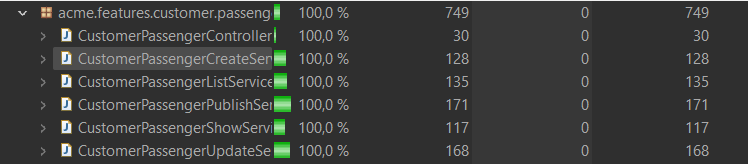 acme.features.customer.passeng 100,0 % 749 0 749
CustomerPassengerController 100,0 % 30 0 30
CustomerPassengerCreateSer 100,0 % 128 0 128
CustomerPassengerListService 100,0 % 135 0 135
CustomerPassengerPublishSer 100,0 % 171 0 171
CustomerPassengerShowServi 100,0 % 117 0 117
CustomerPassengerUpdateSe 100,0 % 168 0 168